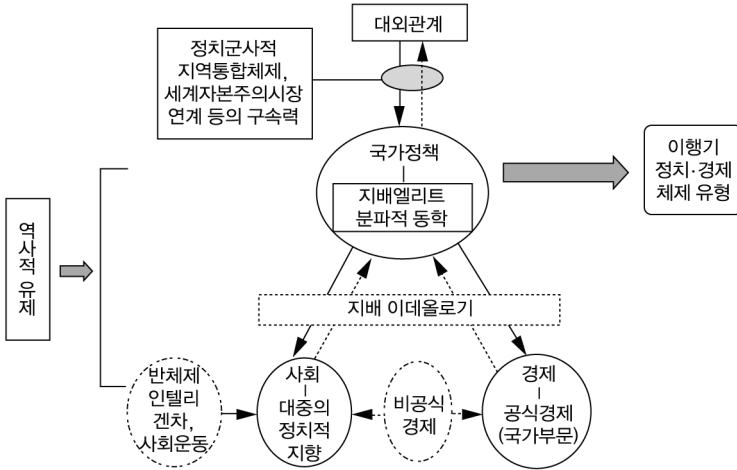 대외관계
정치군사적
지역통합체제,
세계자본주의시장
연계 등의 구속력
국가정책
지배엘리트
분파적 동학
이행기
정치·경제
체제 유형
역사적 유제
지배 이데올로기
반체제
인텔리
겐차,
사회운동
사회
대중의
정치적
지향
비공식
경제
경제
공식경제
(국가부문)